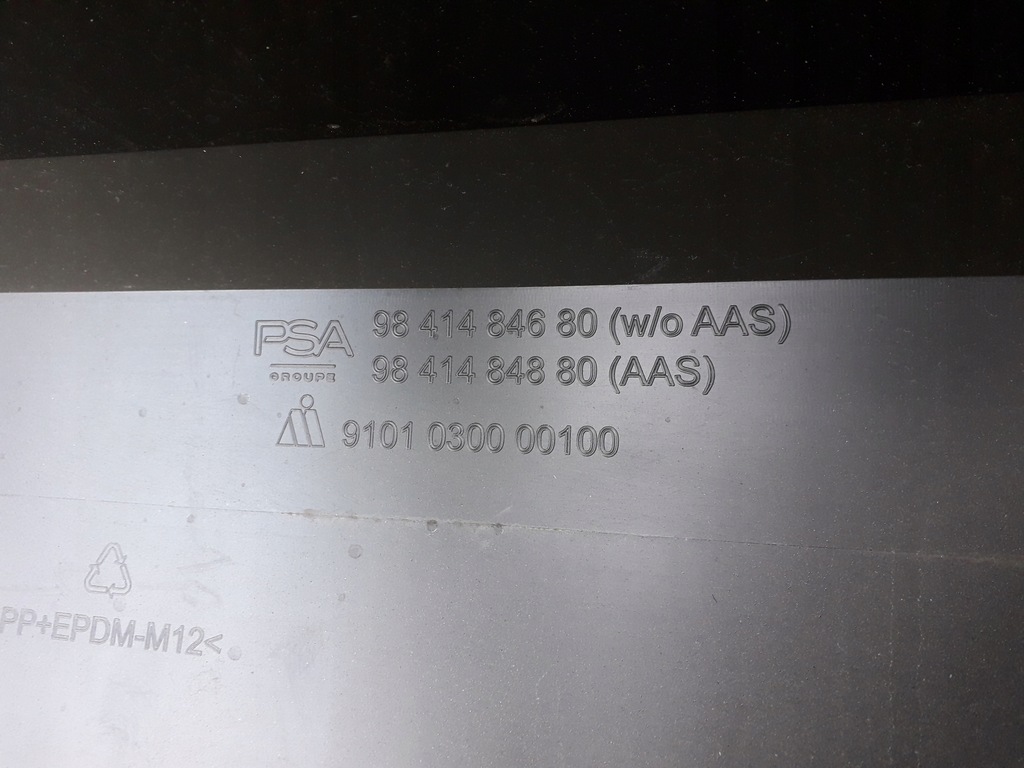 PSA
GROUPE
98 414 846 80 (w/o AAS)
98 414 848 80 (AAS)
9101 0300 00100
PP+EPDM-M12<